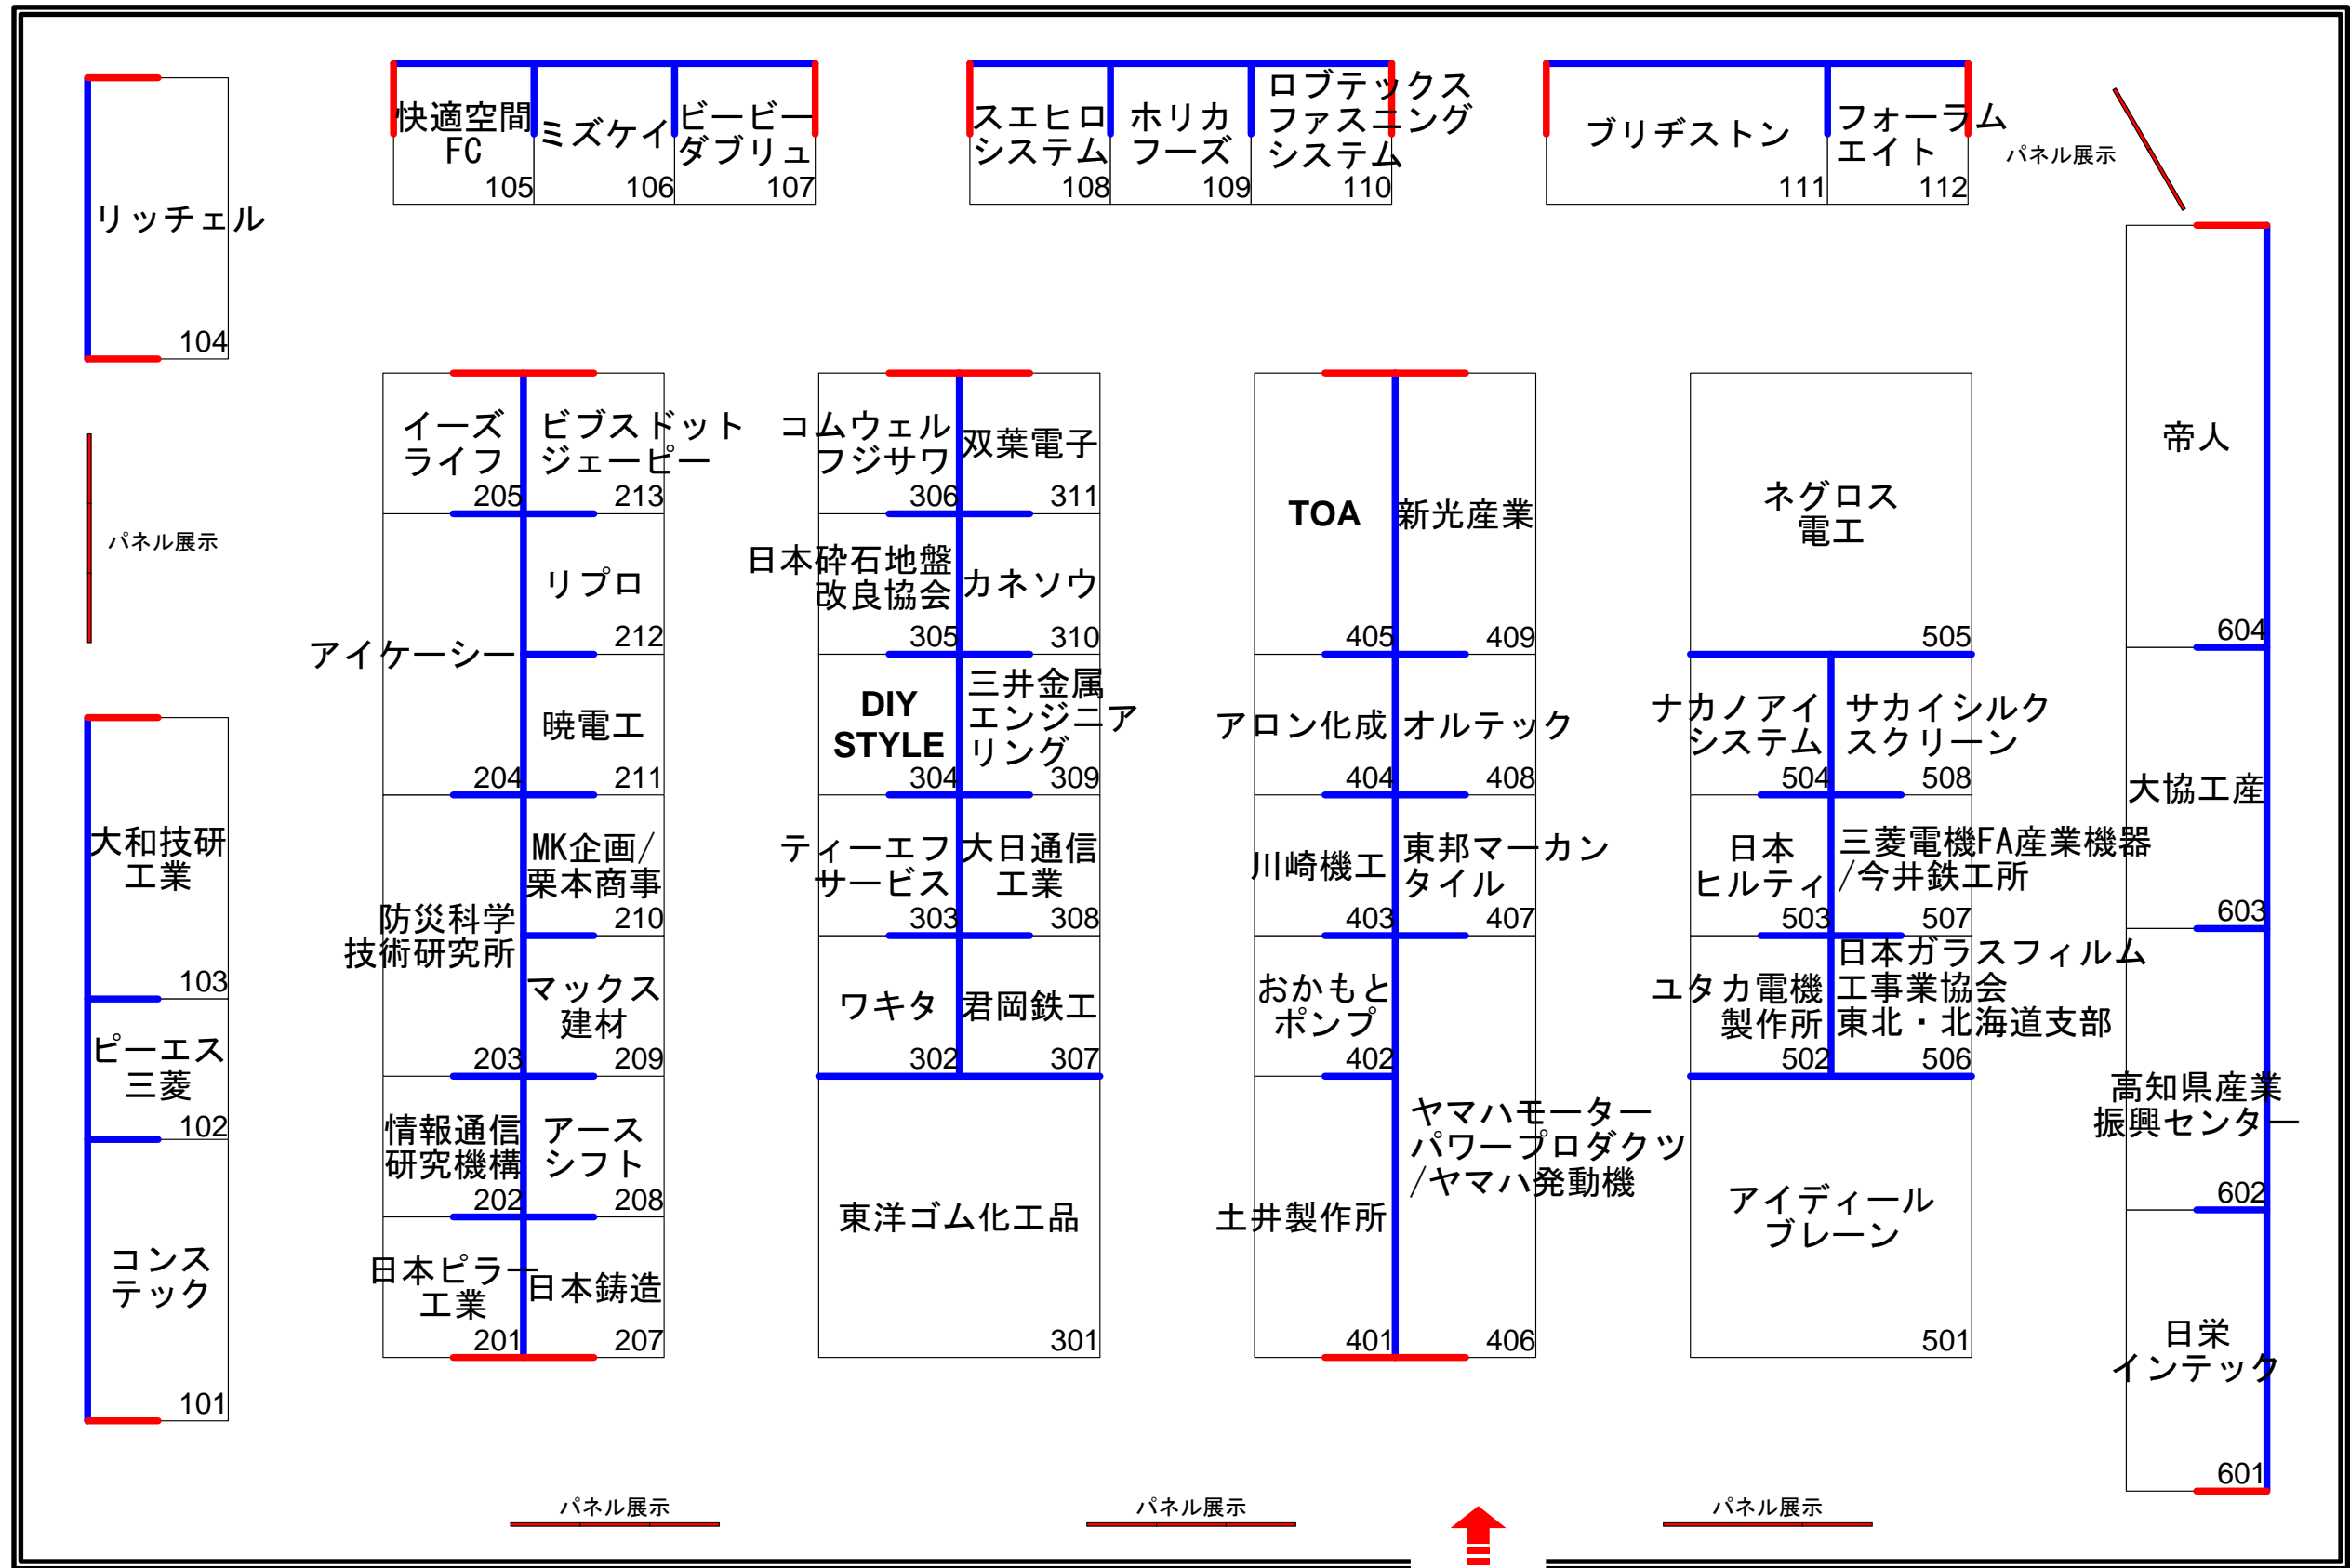 快適空間
FC
105
ミズケイ
106
ビービー
ダブリュ
107
スエヒロ
システム
108
ホリカ
フーズ
109
ロブテックス
ファスニング
システム
110
ブリヂストン
111
フォーラム
エイト
112
パネル展示
リッチェル
104
パネル展示
大和技研
工業
103
ピーエス
三菱
102
コンス
テック
101
イーズ
ライフ
205
ビブスドット
ジェーピー
213
アイケーシー
204
リプロ
212
暁電工
211
防災科学
技術研究所
203
MK企画/
栗本商事
210
マックス
建材
209
情報通信
研究機構
202
アース
シフト
208
日本ピラー
工業
201
日本鋳造
207
コムウェル
フジサワ
306
双葉電子
311
日本砕石地盤
改良協会
305
カネソウ
310
DIY
STYLE
304
三井金属
エンジニア
リング
309
ティーエフ
サービス
303
大日通信
工業
308
ワキタ
302
君岡鉄工
307
東洋ゴム化工品
301
TOA
405
新光産業
409
アロン化成
404
オルテック
408
川崎機工
403
東邦マーカン
タイル
407
おかもと
ポンプ
402
ヤマハモーター
パワープロダクツ
/ヤマハ発動機
406
土井製作所
401
ネグロス
電工
505
ナカノアイ
システム
504
サカイシルク
スクリーン
508
日本
ヒルティ
503
三菱電機FA産業機器
/今井鉄工所
507
ユタカ電機
製作所
502
日本ガラスフィルム
工事業協会
東北・北海道支部
506
アイディール
ブレーン
501
帝人
604
大協工産
603
高知県産業
振興センター
602
日栄
インテック
601
パネル展示
パネル展示
パネル展示